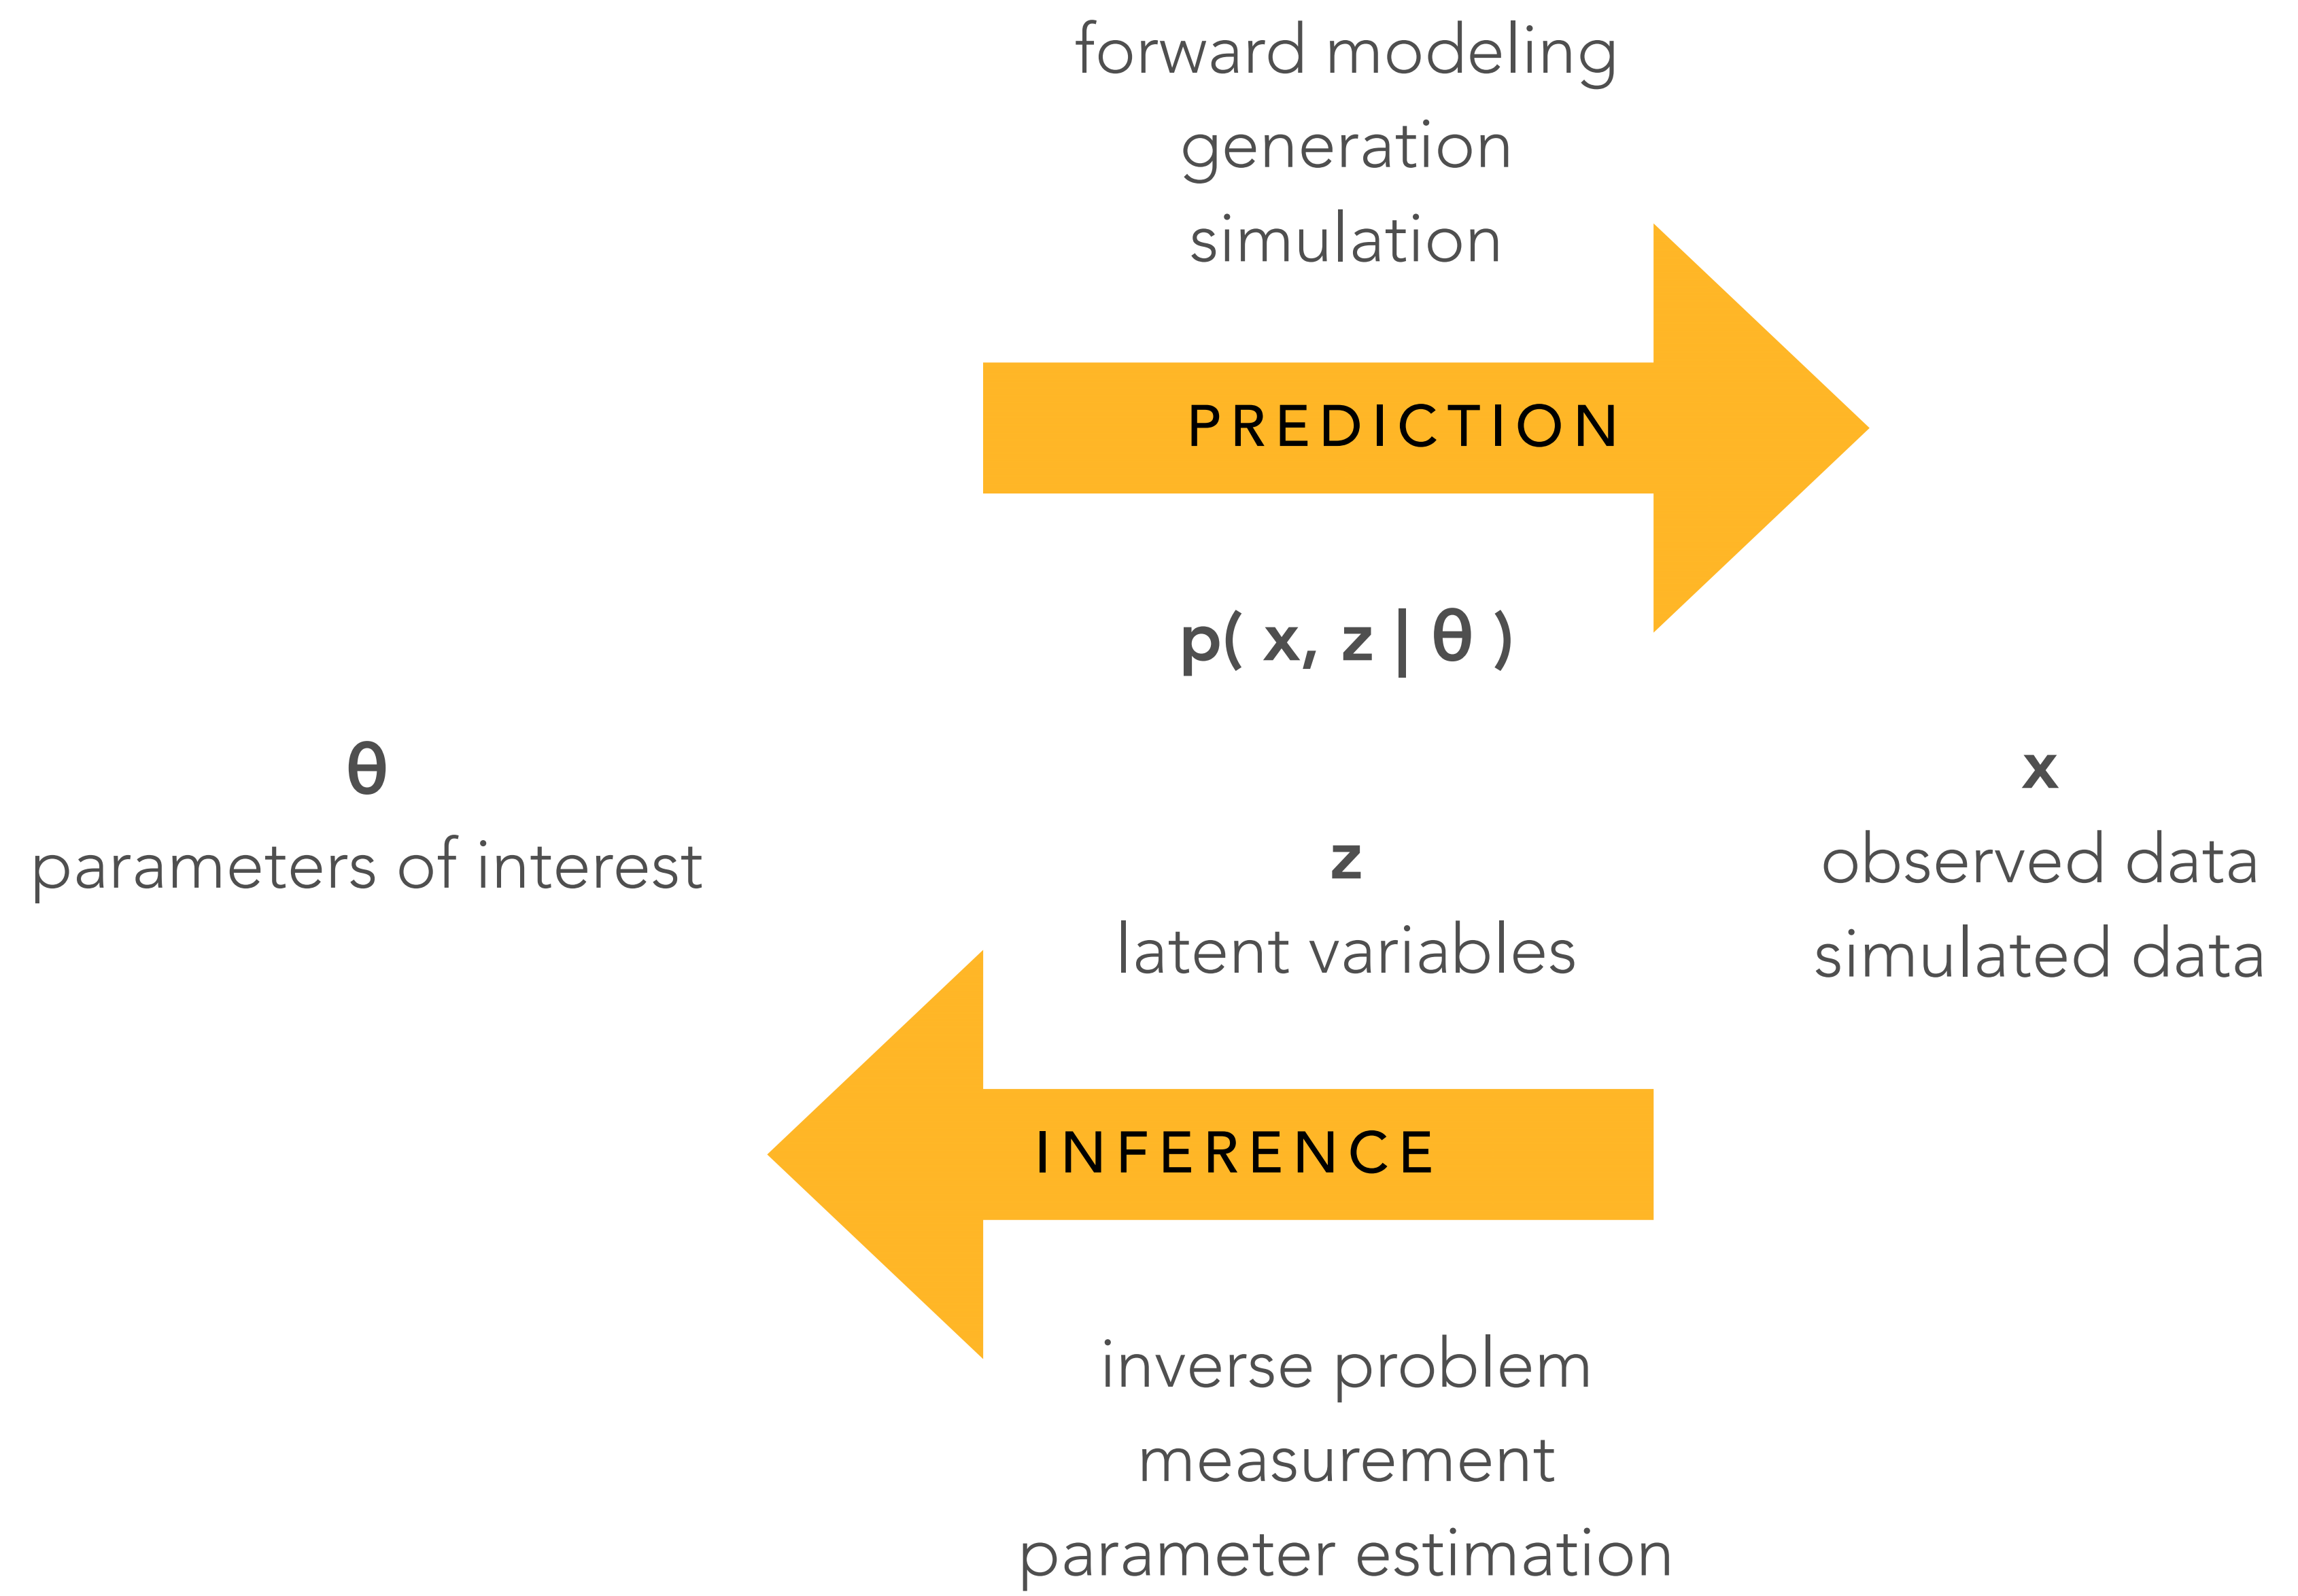 forward modeling
generation
simulation
PREDICTION
p( x, z | θ )
θ
parameters of interest
z
latent variables
x
observed data
simulated data
INFERENCE
inverse problem
measurement
parameter estimation